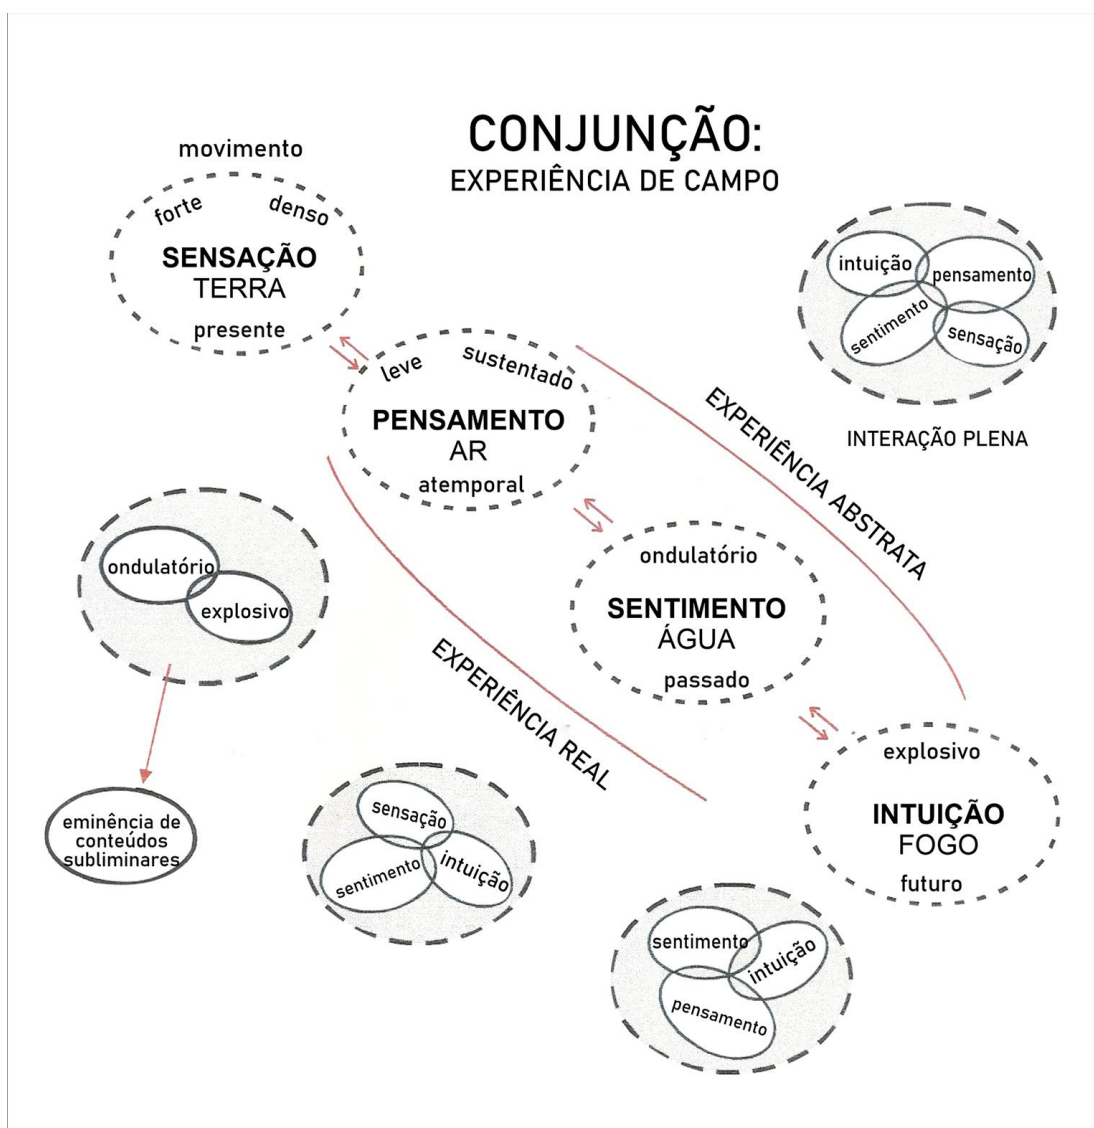 CONJUNÇÃO:
EXPERIÊNCIA DE CAMPO
movimento
forte denso
SENSAÇÃO
TERRA
presente
leve sustentado
PENSAMENTO
AR
atemporal
ondulatório
SENTIMENTO
ÁGUA
passado
explosivo
INTUIÇÃO
FOGO
futuro
EXPERIÊNCIA ABSTRATA
EXPERIÊNCIA REAL
intuição
pensamento
sentimento
sensação
INTERAÇÃO PLENA
ondulatório
explosivo
eminência de
conteúdos
subliminares
sensação
sentimento
intuição
sentimento
intuição
pensamento